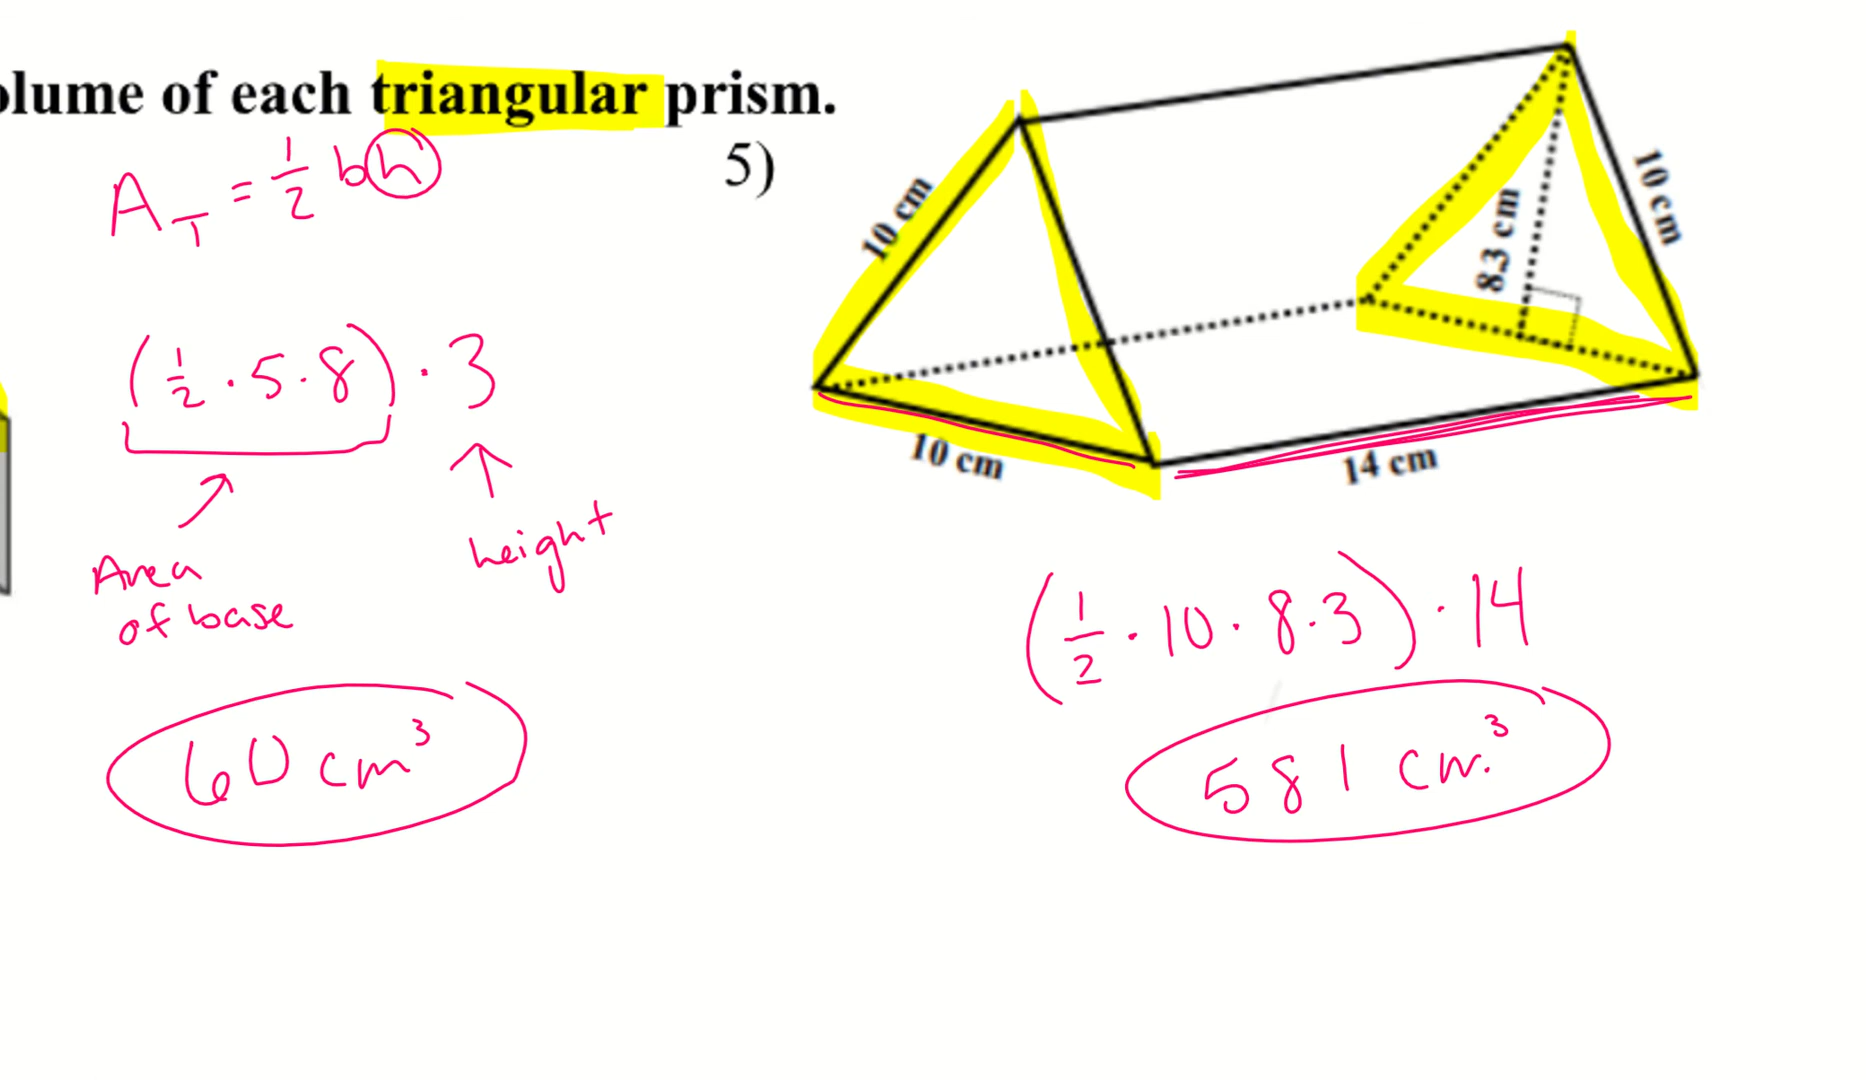 olume of each triangular prism.
A_T = 1/2 bh
(1/2 · 5 · 8) · 3
Area
of base
height
60 cm³
5)
10 cm
8.3 cm
10 cm
10 cm
14 cm
(1/2 · 10 · 8.3) · 14
581 cm.³